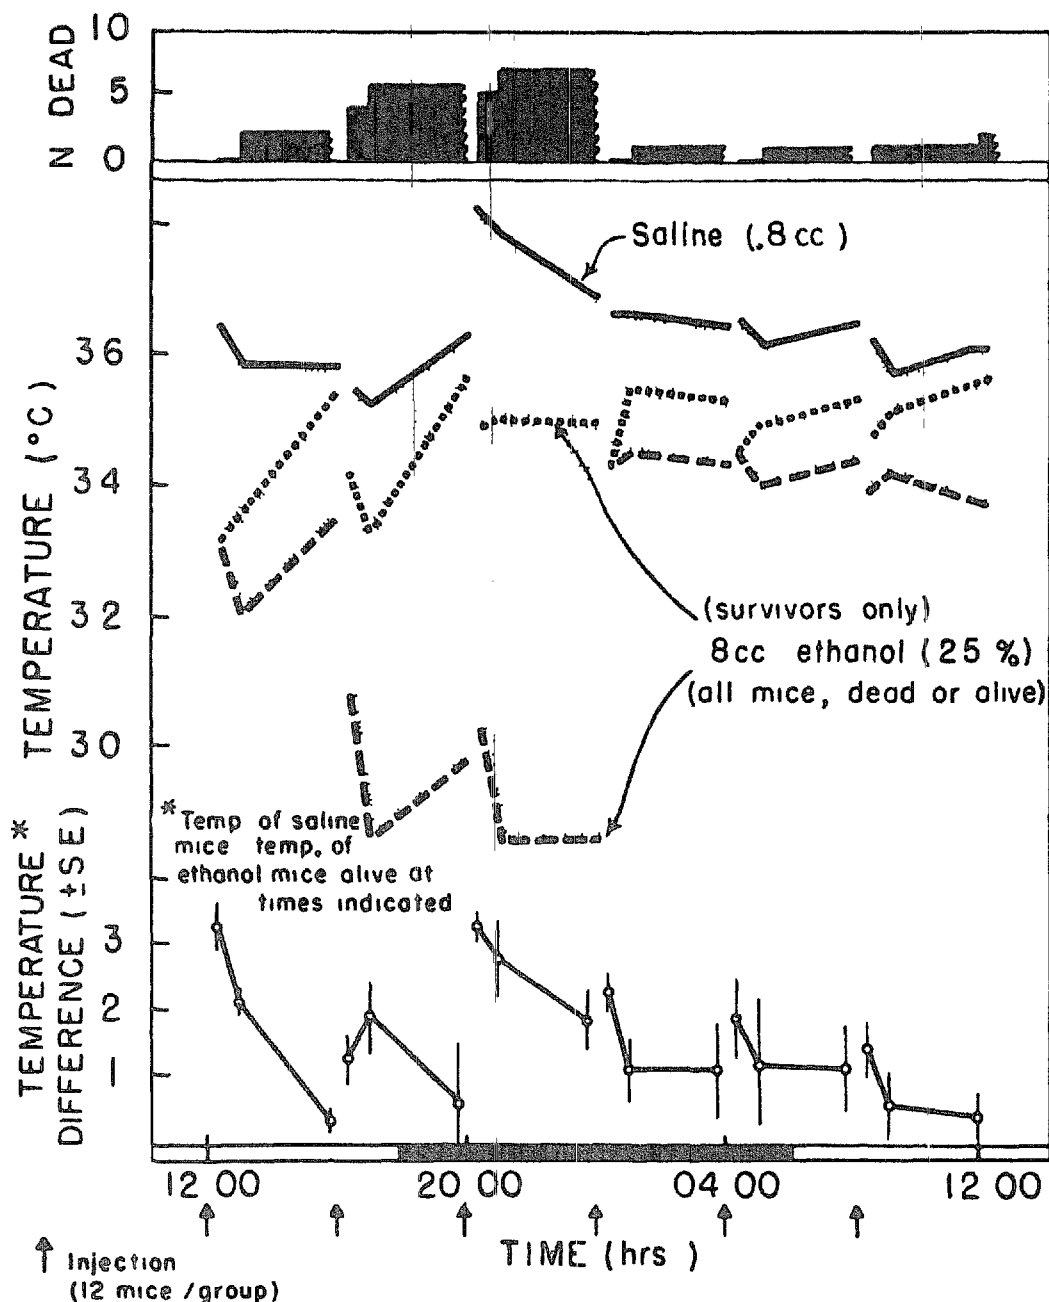 N DEAD
10
5
0
Saline (.8 cc)
TEMPERATURE (°C)
36
34
32
30
(survivors only)
8cc ethanol (25 %)
(all mice, dead or alive)
* Temp of saline
mice temp. of
ethanol mice alive at
times indicated
TEMPERATURE *
DIFFERENCE (±SE)
3
2
1
12 00 20 00 04 00 12 00
TIME (hrs )
↑ Injection
(12 mice /group)